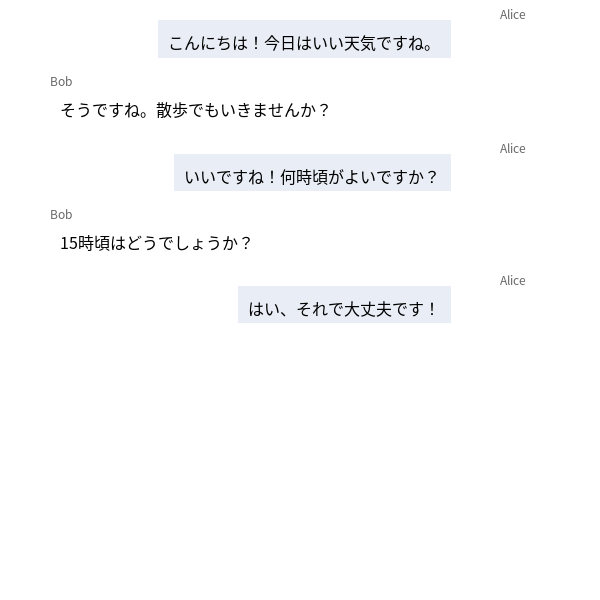 Alice
こんにちは！今日はいい天気ですね。
Bob
そうですね。散歩でもいきませんか？
Alice
いいですね！何時頃がよいですか？
Bob
15時頃はどうでしょうか？
Alice
はい、それで大丈夫です！